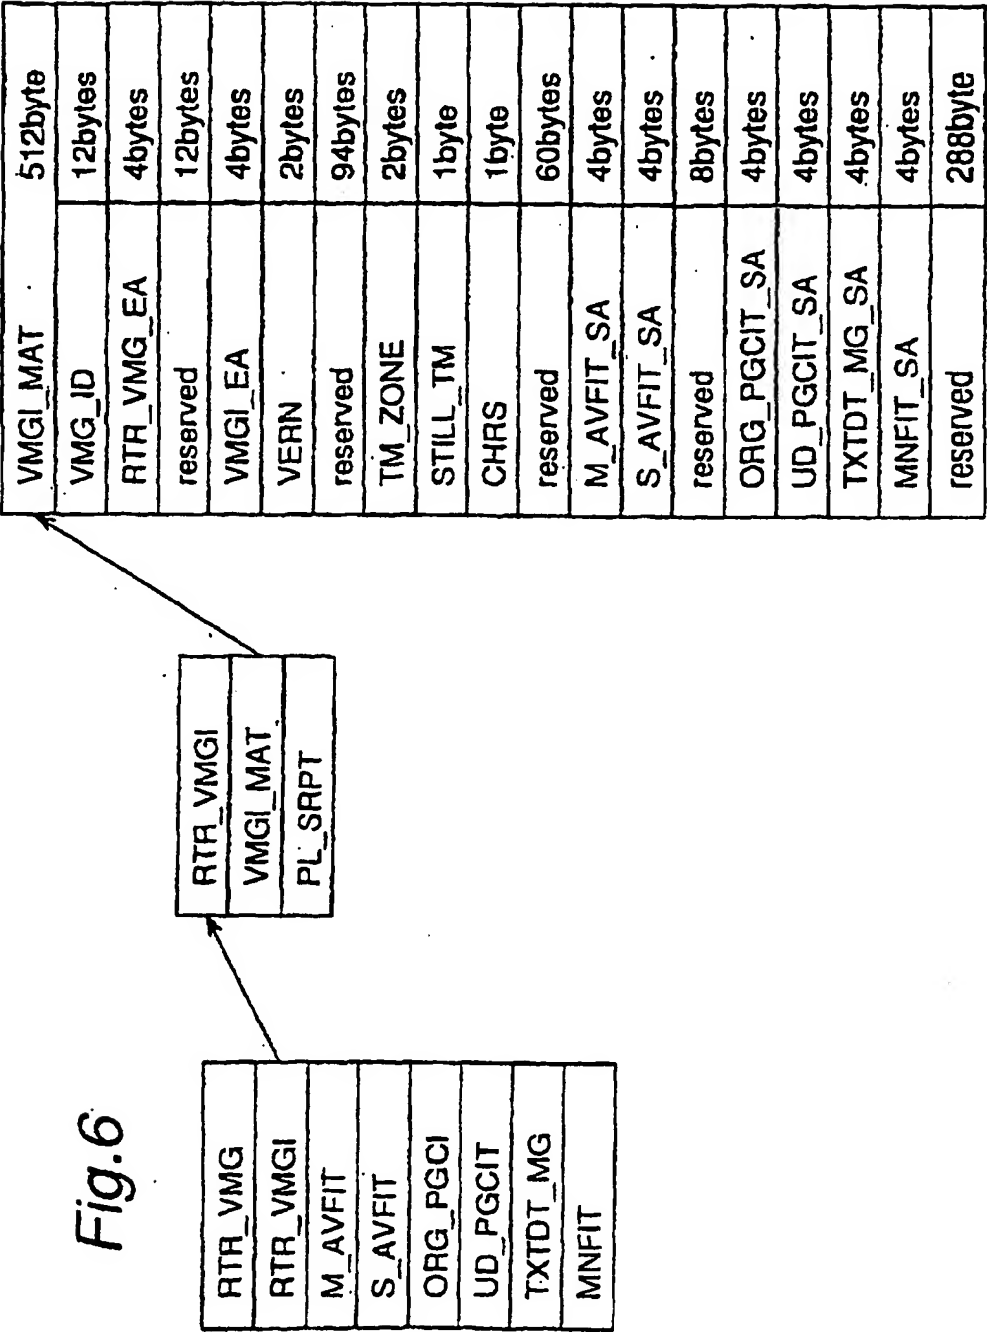 Fig.6
RTR_VMG
RTR_VMGI
M_AVFIT
S_AVFIT
ORG_PGCI
UD_PGCIT
TXTDT_MG
MNFIT
RTR_VMGI
VMGI_MAT
PL_SRPT
VMGI_MAT 512byte
VMG_ID 12bytes
RTR_VMG_EA 4bytes
reserved 12bytes
VMGI_EA 4bytes
VERN 2bytes
reserved 94bytes
TM_ZONE 2bytes
STILL_TM 1byte
CHRS 1byte
reserved 60bytes
M_AVFIT_SA 4bytes
S_AVFIT_SA 4bytes
reserved 8bytes
ORG_PGCIT_SA 4bytes
UD_PGCIT_SA 4bytes
TXTDT_MG_SA 4bytes
MNFIT_SA 4bytes
reserved 288byte